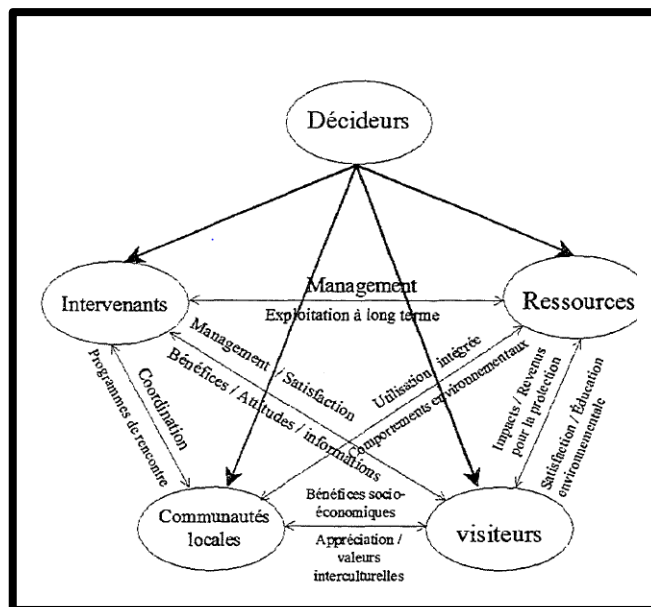 Décideurs
Management
Intervenants
Ressources
Exploitation à long terme
Management / Satisfaction
Bénéfices / Attitudes / informations
Utilisation intégrée
Comportements environnementaux
Coordination
Programmes de rencontre
Impacts / Revenus
pour la protection
Satisfaction / Éducation
environnementale
Bénéfices socio-
économiques
Communautés
locales
visiteurs
Appréciation /
valeurs
interculturelles